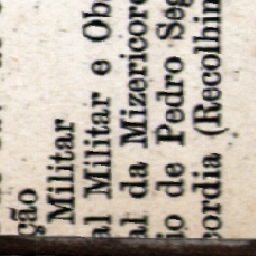 ção
Militar
al Militar e Ob
al da Mizericor
io de Pedro Seg
cordia (Recolhin